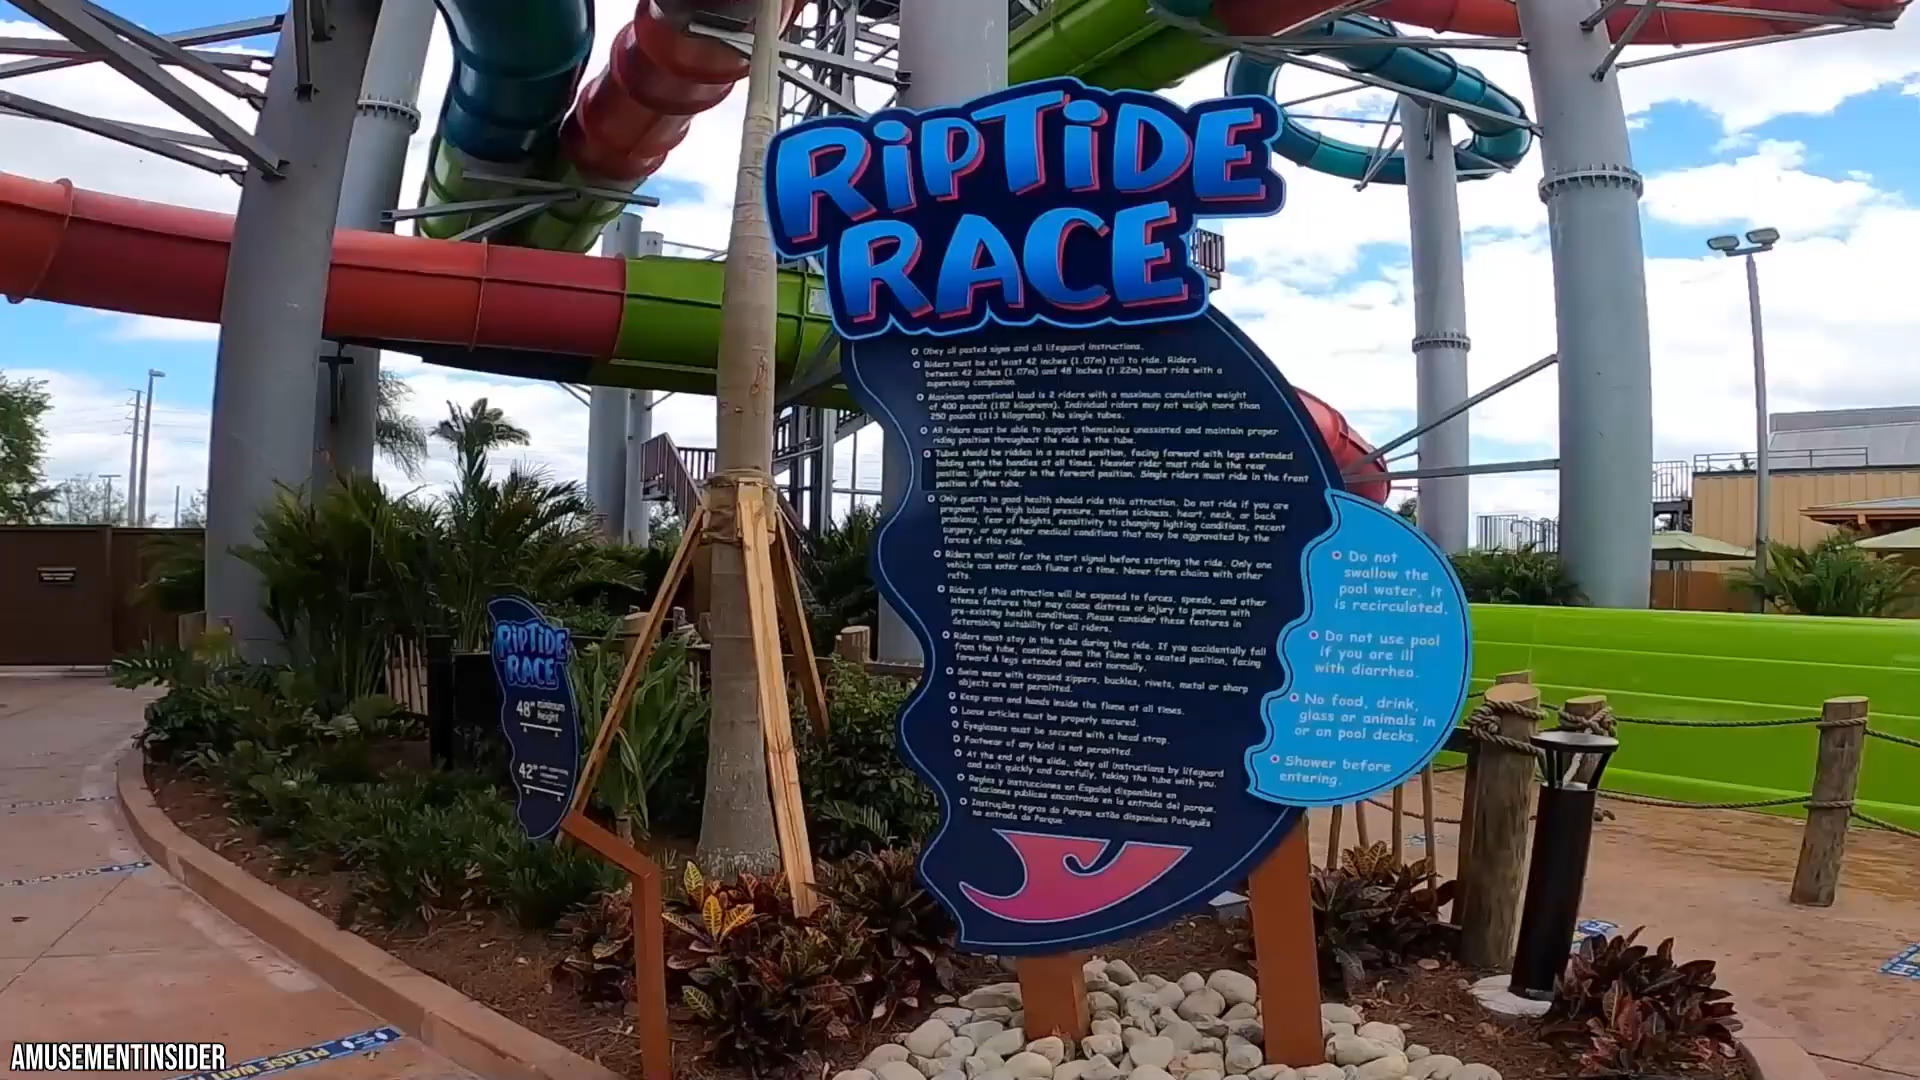 RiPTiDE
RACE
Obey all posted signs and all lifeguard instructions.
Riders must be at least 42 inches (1.07m) tall to ride. Riders
between 42 inches (1.07m) and 48 inches (1.22m) must ride with a
supervising companion.
Maximum operational load is 2 riders with a maximum cumulative weight
of 400 pounds (182 kilograms). Individual riders may not weigh more than
250 pounds (113 kilograms). No single tubes.
All riders must be able to support themselves unassisted and maintain proper
riding position throughout the ride in the tube.
Tubes should be ridden in a seated position, facing forward with legs extended
holding onto the handles at all times. Heavier rider must ride in the rear
position; lighter rider in the forward position. Single riders must ride in the front
position of the tube.
Only guests in good health should ride this attraction. Do not ride if you are
pregnant, have high blood pressure, motion sickness, heart, neck, or back
problems, fear of heights, sensitivity to changing lighting conditions, recent
surgery, or any other medical conditions that may be aggravated by the
forces of this ride.
Riders must wait for the start signal before starting the ride. Only one
vehicle can enter each flume at a time. Never form chains with other
rafts.
Riders of this attraction will be exposed to forces, speeds, and other
intense features that may cause distress or injury to persons with
pre-existing health conditions. Please consider these features in
determining suitability for all riders.
Riders must stay in the tube during the ride. If you accidentally fall
from the tube, continue down the flume in a seated position, facing
forward & legs extended and exit normally.
Swim wear with exposed zippers, buckles, rivets, metal or sharp
objects are not permitted.
Keep arms and hands inside the flume at all times.
Loose articles must be properly secured.
Eyeglasses must be secured with a head strap.
Footwear of any kind is not permitted.
At the end of the slide, obey all instructions by lifeguard
and exit quickly and carefully, taking the tube with you.
Reglas y instrucciones en Español disponibles en
relaciones publicas encontrado en la entrada del parque.
Instruções regras do Parque estão disponiues Patuguês
na entrada do Parque.
Do not
swallow the
pool water. It
is recirculated.
Do not use pool
if you are ill
with diarrhea.
No food, drink,
glass or animals in
or on pool decks.
Shower before
entering.
RiPTiDE
RACE
48" minimum
height
42"
PLEASE WAIT
AMUSEMENTINSIDER